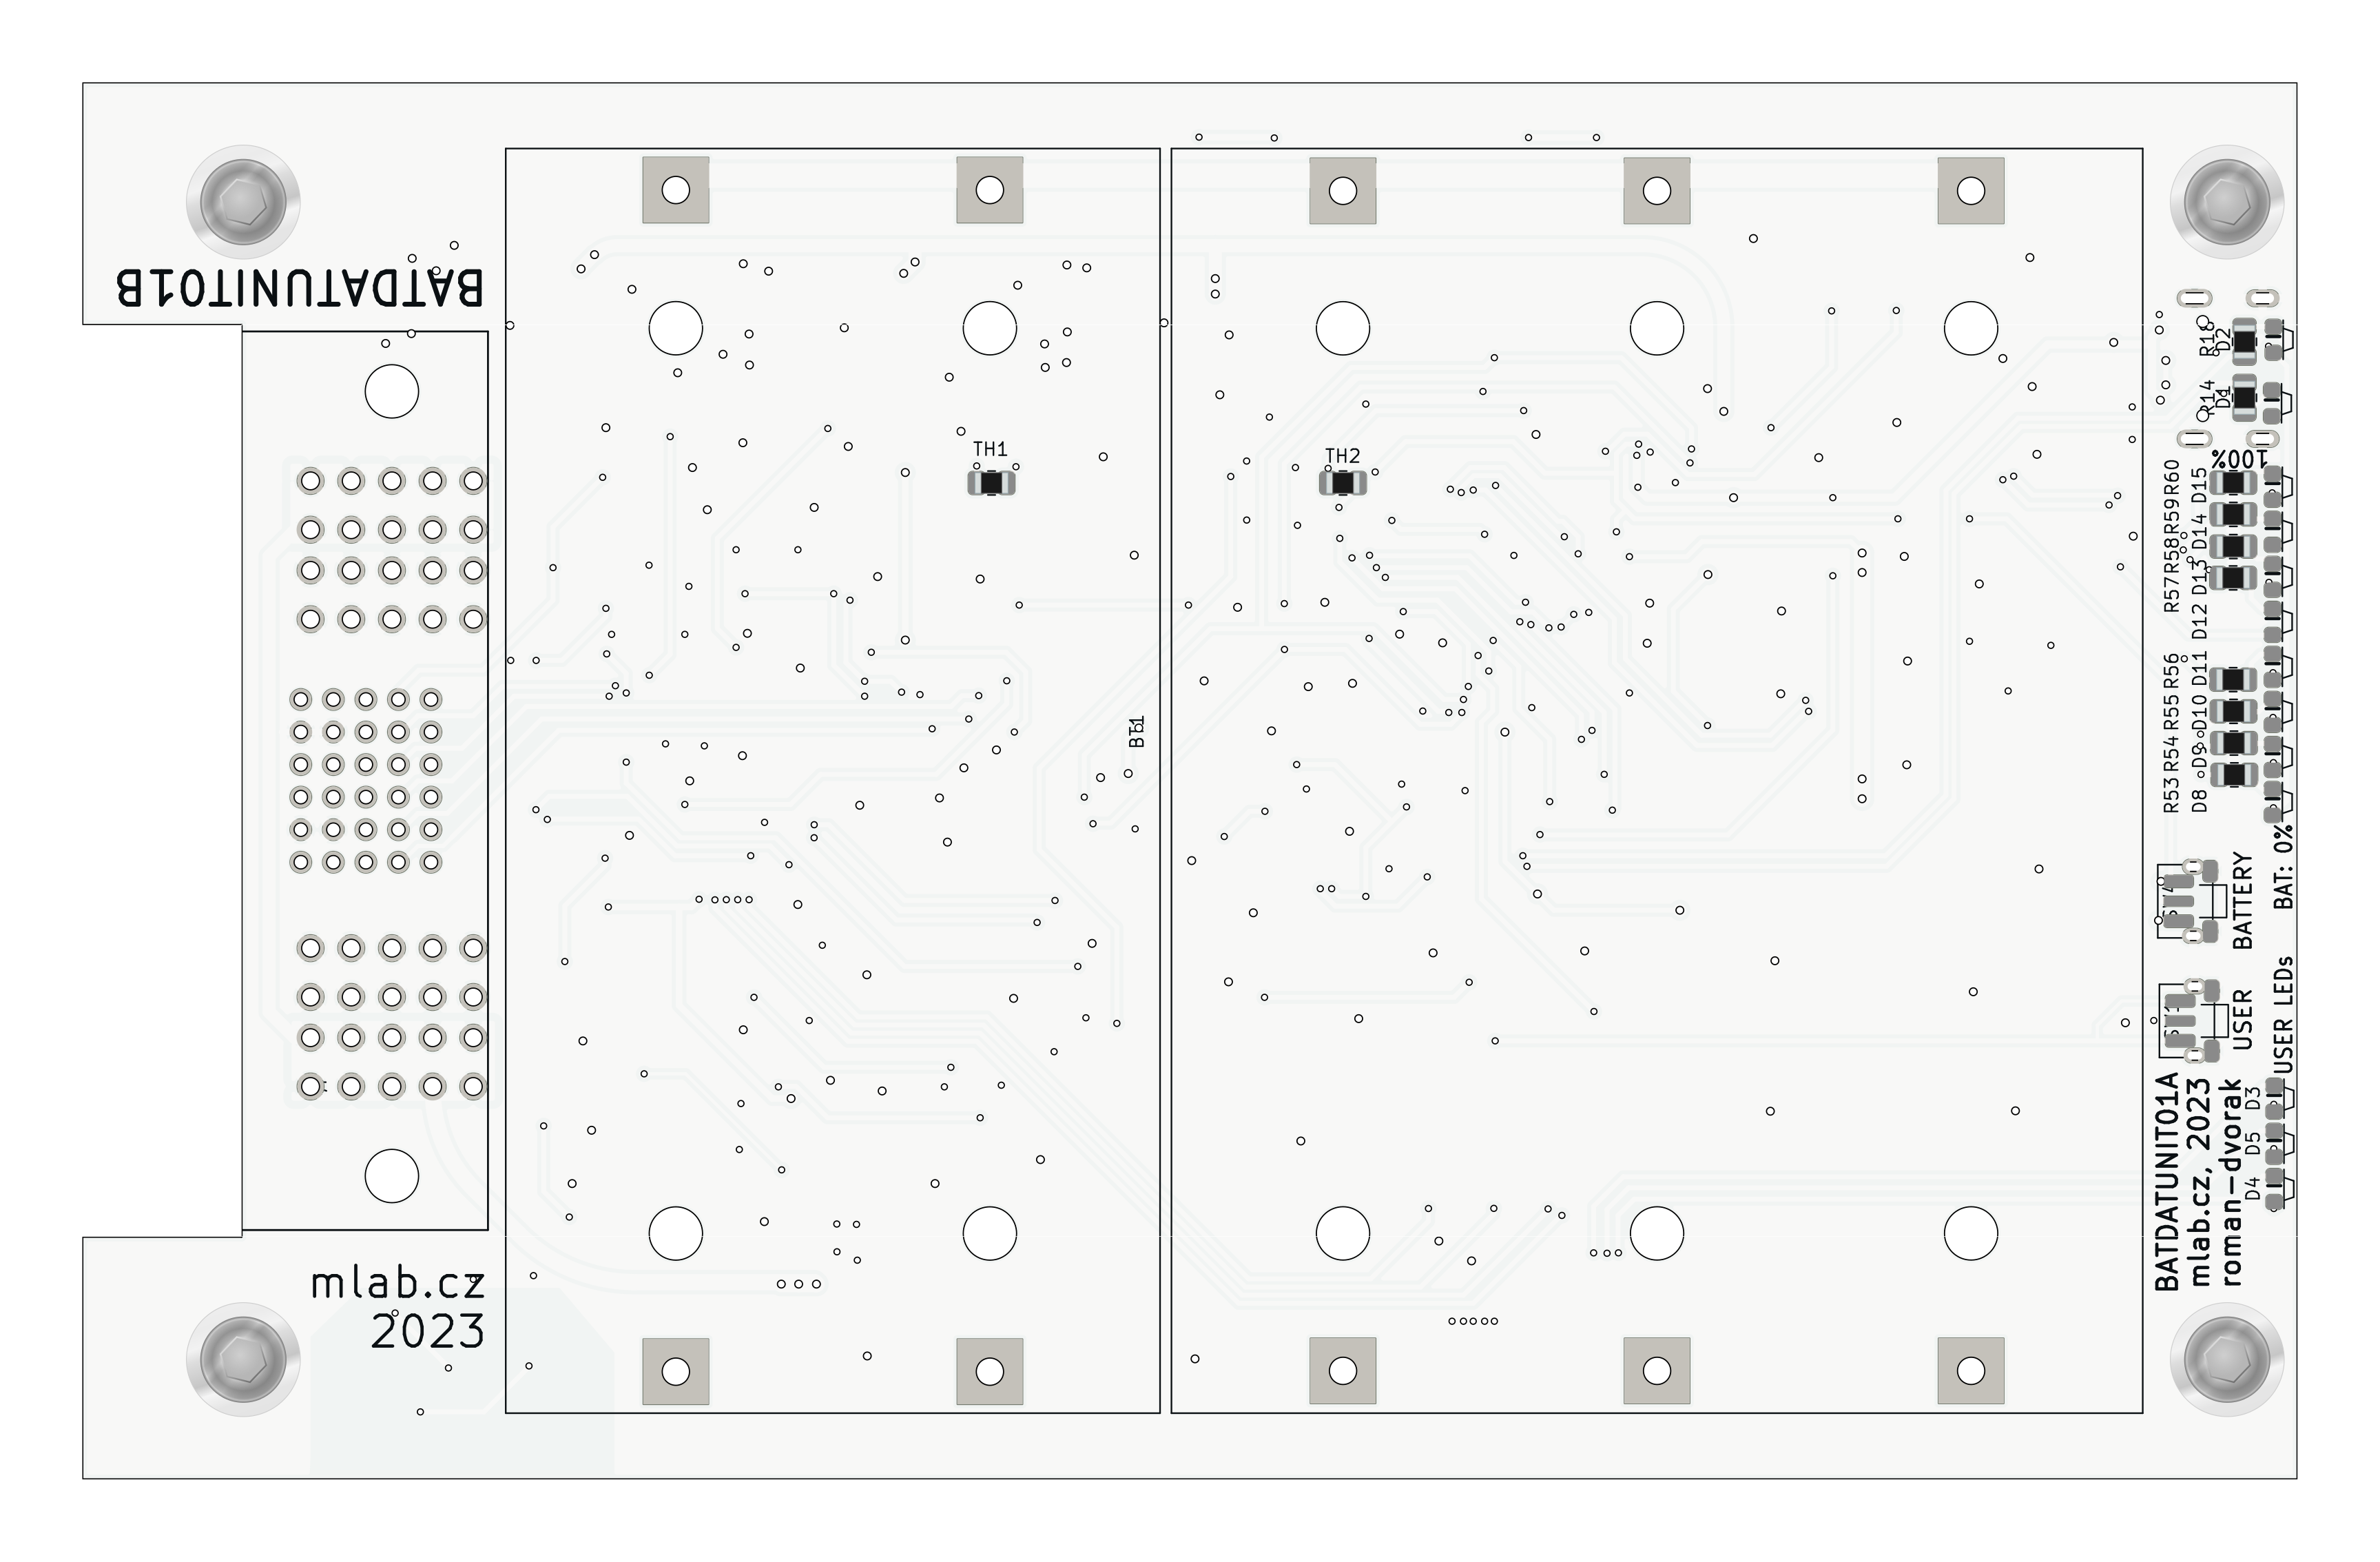 BATDATUNIT01B
TH1
TH2
R18
D2
R14
D1
100%
R60
R59
R58
R57
D15
D14
D13
D12
R56
R55
R54
R53
D11
D10
D9
D8
BAT: 0%
BATTERY
USER
USER LEDs
D3
D5
D4
BATDATUNIT01A
mlab.cz, 2023
roman-dvorak
mlab.cz
2023